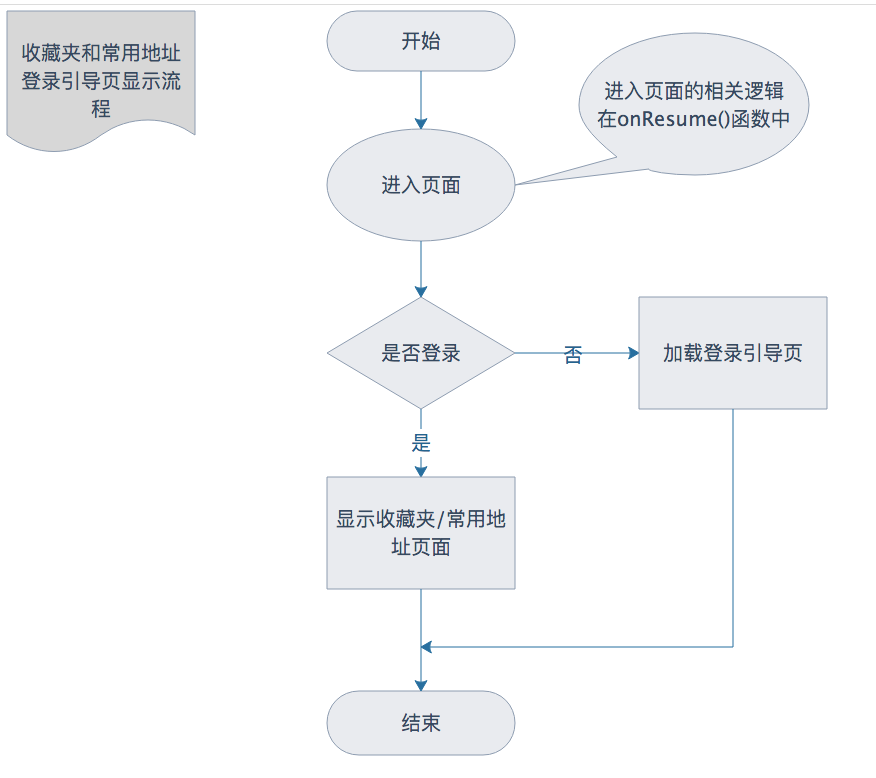 收藏夹和常用地址
登录引导页显示流
程
开始
进入页面的相关逻辑
在onResume()函数中
进入页面
是否登录
否
加载登录引导页
是
显示收藏夹/常用地
址页面
结束